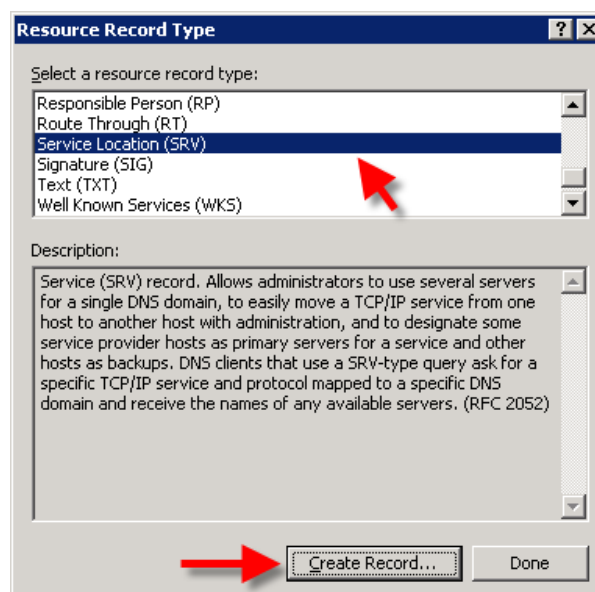 Resource Record Type
Select a resource record type:
Responsible Person (RP)
Route Through (RT)
Service Location (SRV)
Signature (SIG)
Text (TXT)
Well Known Services (WKS)
Description:
Service (SRV) record. Allows administrators to use several servers
for a single DNS domain, to easily move a TCP/IP service from one
host to another host with administration, and to designate some
service provider hosts as primary servers for a service and other
hosts as backups. DNS clients that use a SRV-type query ask for a
specific TCP/IP service and protocol mapped to a specific DNS
domain and receive the names of any available servers. (RFC 2052)
Create Record... Done